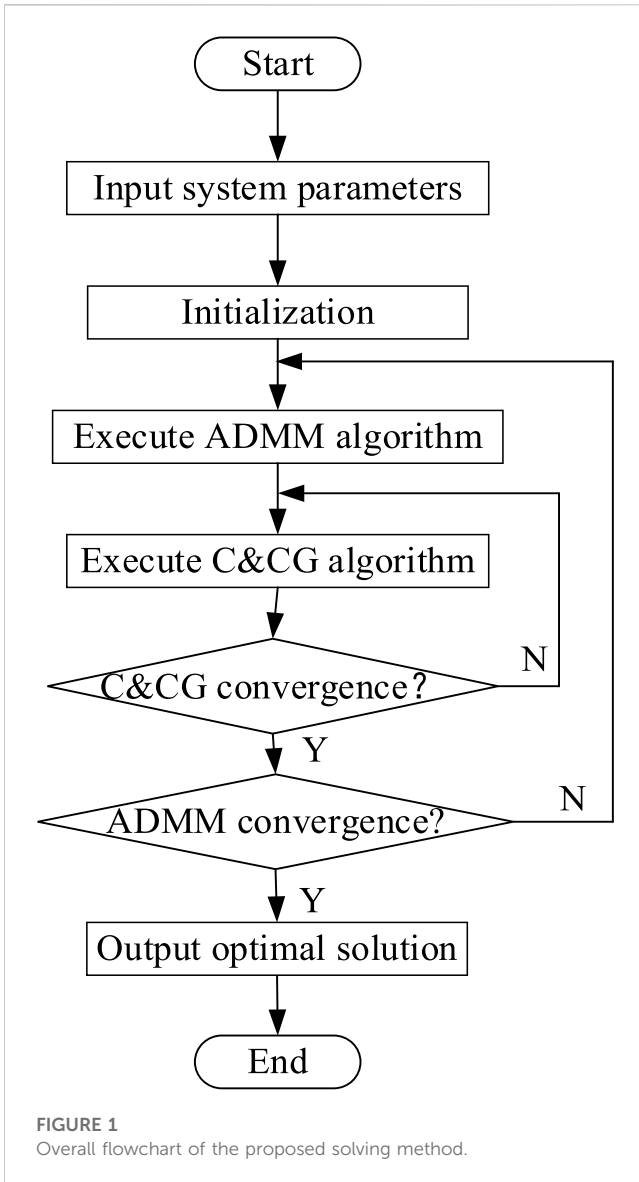 Start
Input system parameters
Initialization
Execute ADMM algorithm
Execute C&CG algorithm
N
C&CG convergence?
Y
N
ADMM convergence?
Y
Output optimal solution
End
FIGURE 1
Overall flowchart of the proposed solving method.